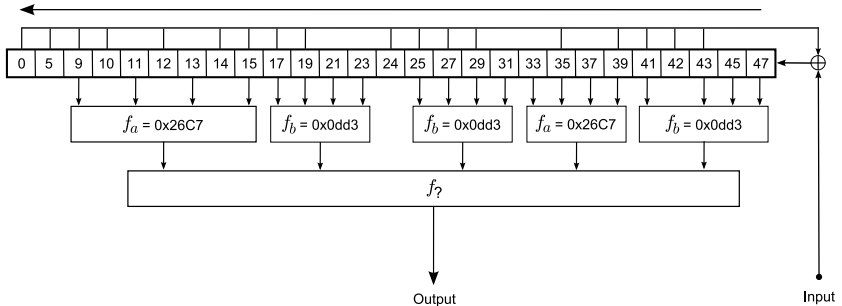 0 5 9 10 11 12 13 14 15 17 19 21 23 24 25 27 29 31 33 35 37 39 41 42 43 45 47
f_a = 0x26C7 f_b = 0x0dd3 f_b = 0x0dd3 f_a = 0x26C7 f_b = 0x0dd3
f_?
Output Input